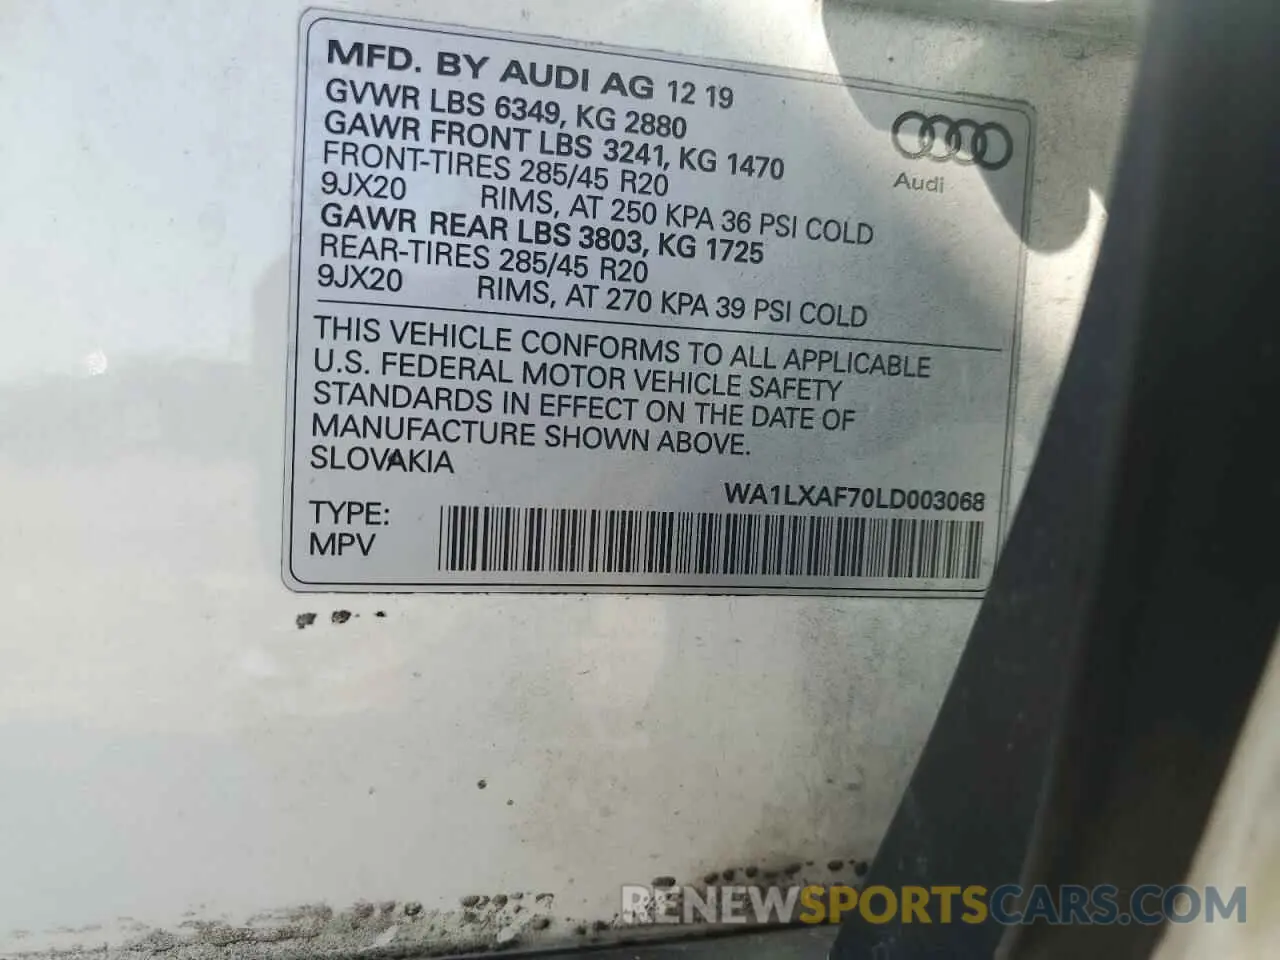 MFD. BY AUDI AG 12 19
GVWR LBS 6349, KG 2880
GAWR FRONT LBS 3241, KG 1470
FRONT-TIRES 285/45 R20
9JX20 RIMS, AT 250 KPA 36 PSI COLD
GAWR REAR LBS 3803, KG 1725
REAR-TIRES 285/45 R20
9JX20 RIMS, AT 270 KPA 39 PSI COLD
Audi
THIS VEHICLE CONFORMS TO ALL APPLICABLE
U.S. FEDERAL MOTOR VEHICLE SAFETY
STANDARDS IN EFFECT ON THE DATE OF
MANUFACTURE SHOWN ABOVE.
SLOVAKIA
WA1LXAF70LD003068
TYPE:
MPV
RENEWSPORTSCARS.COM